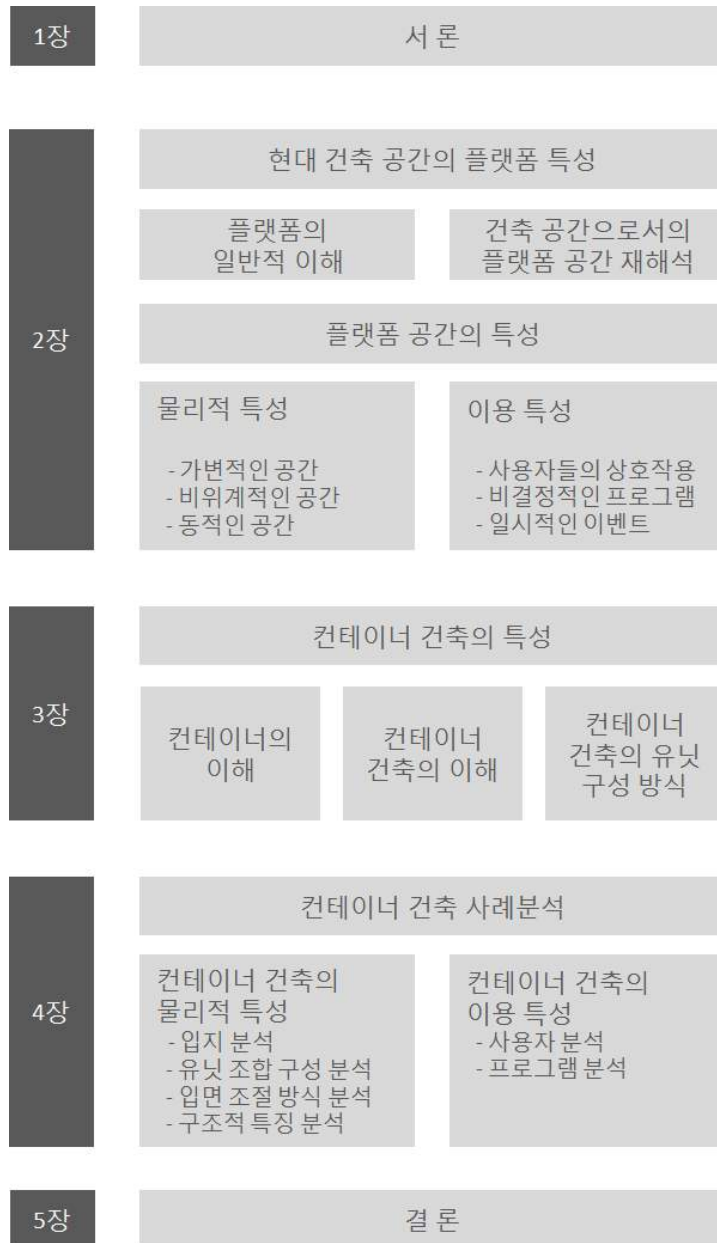 1장
서 론
2장
현대 건축 공간의 플랫폼 특성
플랫폼의
일반적 이해
건축 공간으로서의
플랫폼 공간 재해석
플랫폼 공간의 특성
물리적 특성
- 가변적인 공간
- 비위계적인 공간
- 동적인 공간
이용 특성
- 사용자들의 상호작용
- 비결정적인 프로그램
- 일시적인 이벤트
3장
컨테이너 건축의 특성
컨테이너의
이해
컨테이너
건축의 이해
컨테이너
건축의 유닛
구성 방식
4장
컨테이너 건축 사례분석
컨테이너 건축의
물리적 특성
- 입지 분석
- 유닛 조합 구성 분석
- 입면 조절 방식 분석
- 구조적 특징 분석
컨테이너 건축의
이용 특성
- 사용자 분석
- 프로그램 분석
5장
결 론